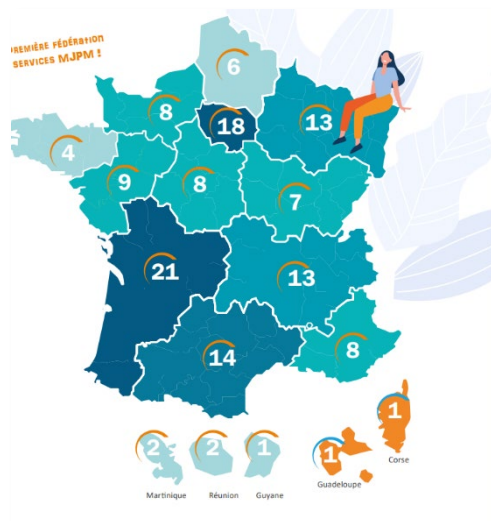 PREMIÈRE FÉDÉRATION
SERVICES MJPM !
6
8
18
13
4
9
8
7
21
13
14
8
2
2
1
1
1
Martinique
Réunion
Guyane
Guadeloupe
Corse